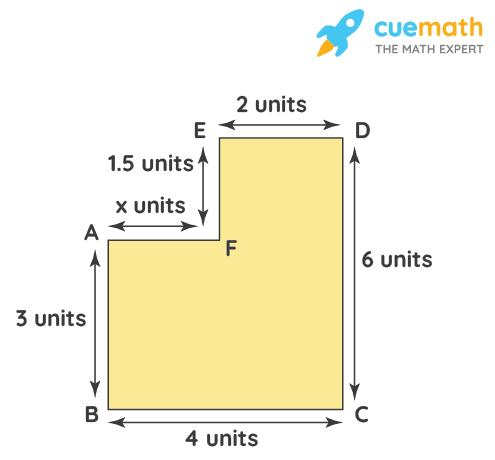 cuemath
THE MATH EXPERT
2 units
E
D
1.5 units
x units
A
F
6 units
3 units
B
C
4 units